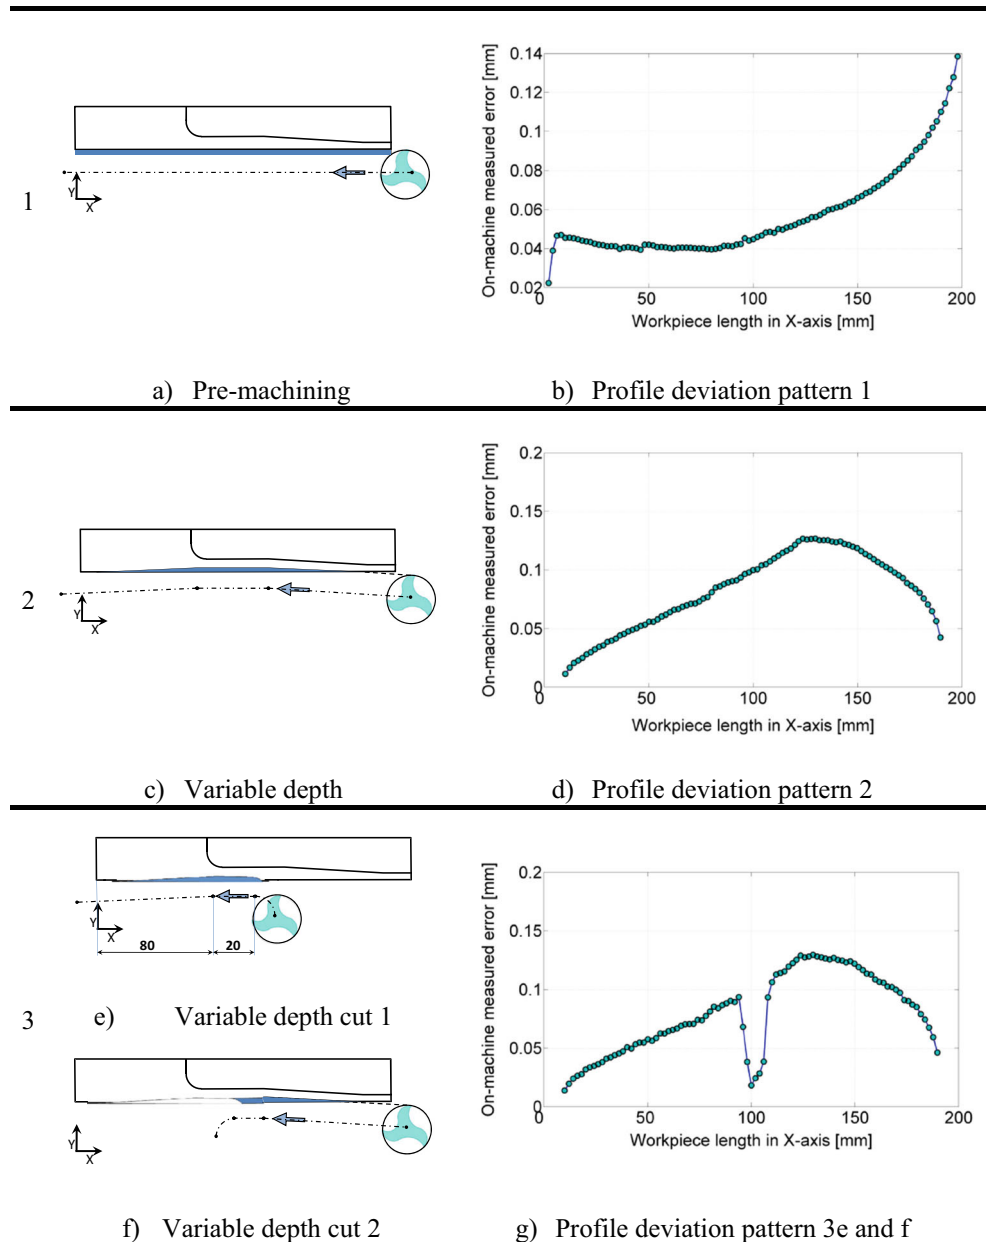 1
Y
X
On-machine measured error [mm]
0.14
0.12
0.1
0.08
0.06
0.04
0.02
0
50
100
150
200
Workpiece length in X-axis [mm]
a) Pre-machining
b) Profile deviation pattern 1
2
Y
X
On-machine measured error [mm]
0.2
0.15
0.1
0.05
0
0
50
100
150
200
Workpiece length in X-axis [mm]
c) Variable depth
d) Profile deviation pattern 2
3
Y
X
80
20
e) Variable depth cut 1
Y
X
On-machine measured error [mm]
0.2
0.15
0.1
0.05
0
0
50
100
150
200
Workpiece length in X-axis [mm]
f) Variable depth cut 2
g) Profile deviation pattern 3e and f